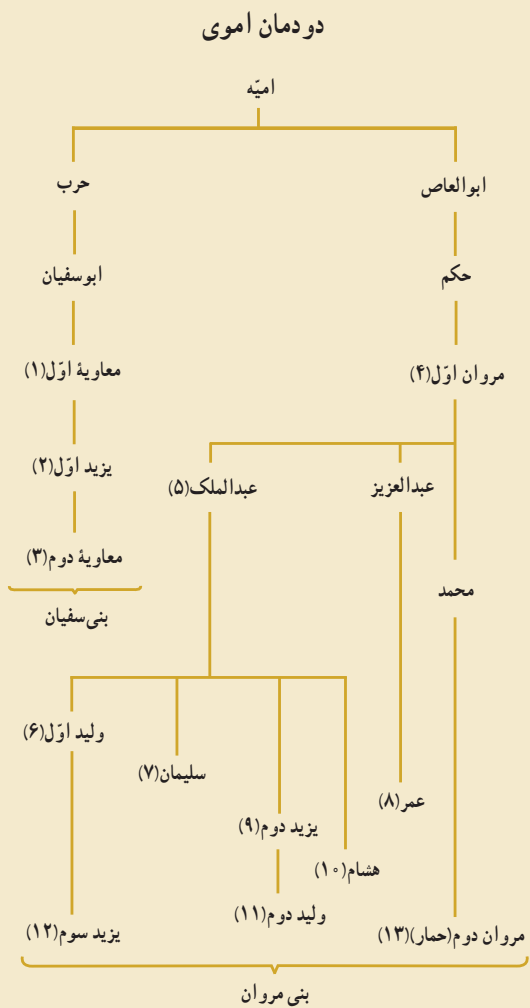 دودمان اموی
امیّه
ابوالعاص
حرب
حکم
ابوسفیان
مروان اوّل(۴)
معاویهٔ اوّل(۱)
یزید اوّل(۲)
عبدالعزیز
عبدالملک(۵)
معاویهٔ دوم(۳)
محمد
بنی‌سفیان
ولید اوّل(۶)
سلیمان(۷)
عمر(۸)
یزید دوم(۹)
هشام(۱۰)
ولید دوم(۱۱)
مروان دوم(حمار)(۱۳)
یزید سوم(۱۲)
بنی مروان